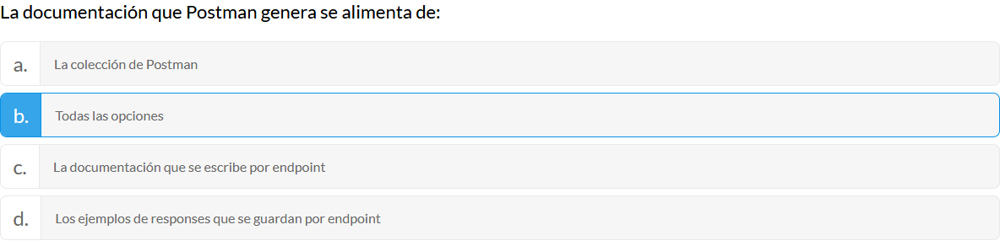 La documentación que Postman genera se alimenta de:
a. La colección de Postman
b. Todas las opciones
c. La documentación que se escribe por endpoint
d. Los ejemplos de responses que se guardan por endpoint